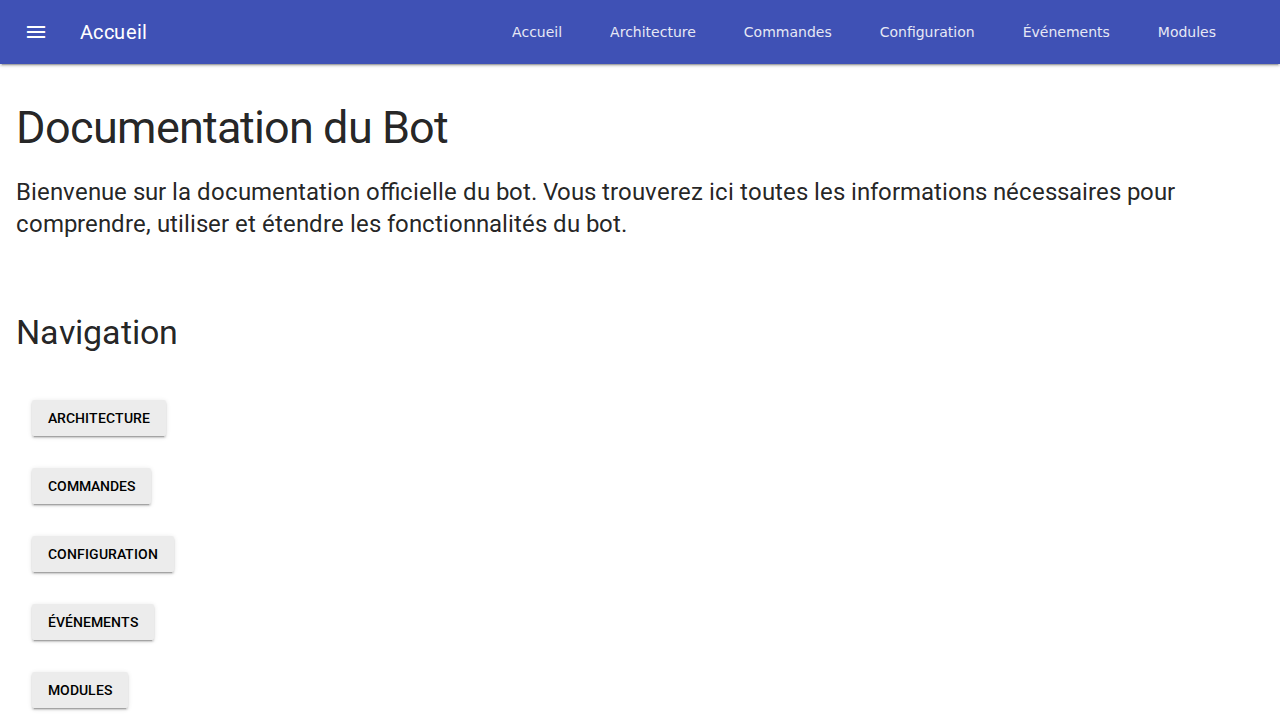 Accueil
Accueil Architecture Commandes Configuration Événements Modules
Documentation du Bot
Bienvenue sur la documentation officielle du bot. Vous trouverez ici toutes les informations nécessaires pour
comprendre, utiliser et étendre les fonctionnalités du bot.
Navigation
ARCHITECTURE
COMMANDES
CONFIGURATION
ÉVÉNEMENTS
MODULES